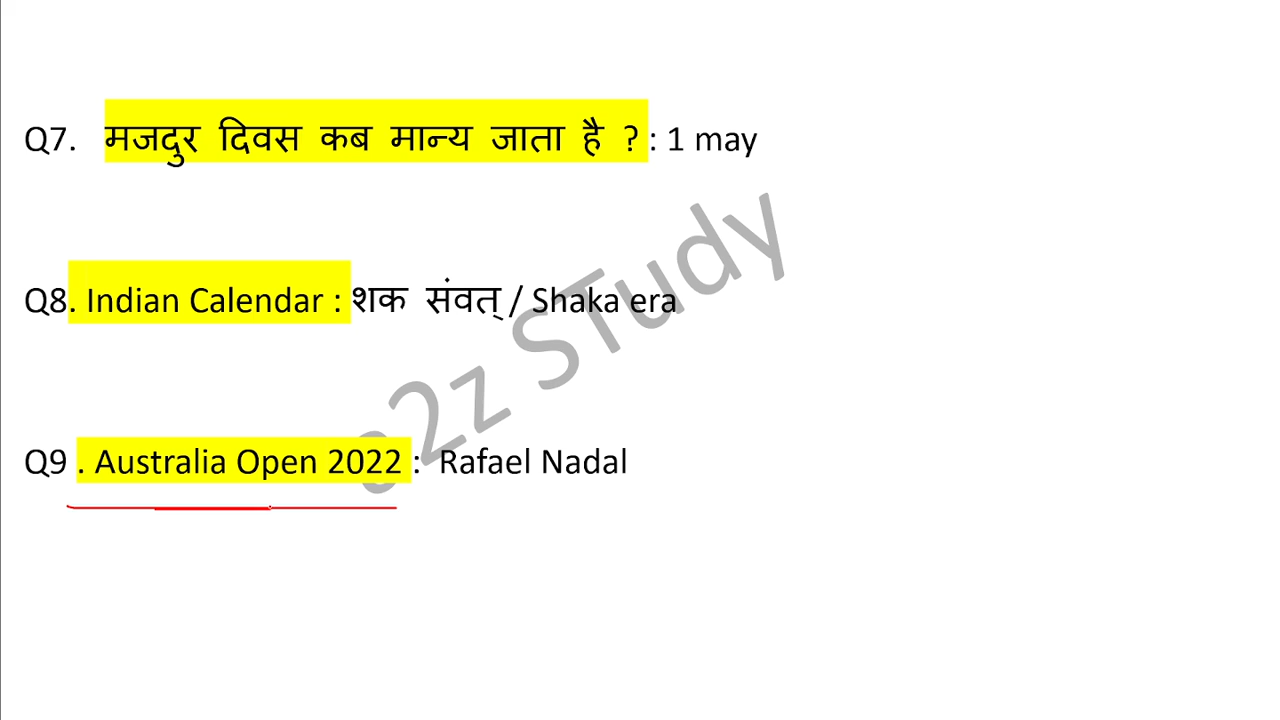 Q7. मजदुर दिवस कब मान्य जाता है ? : 1 may
Q8. Indian Calendar : शक संवत् / Shaka era
Q9 . Australia Open 2022 : Rafael Nadal
a2z STudy